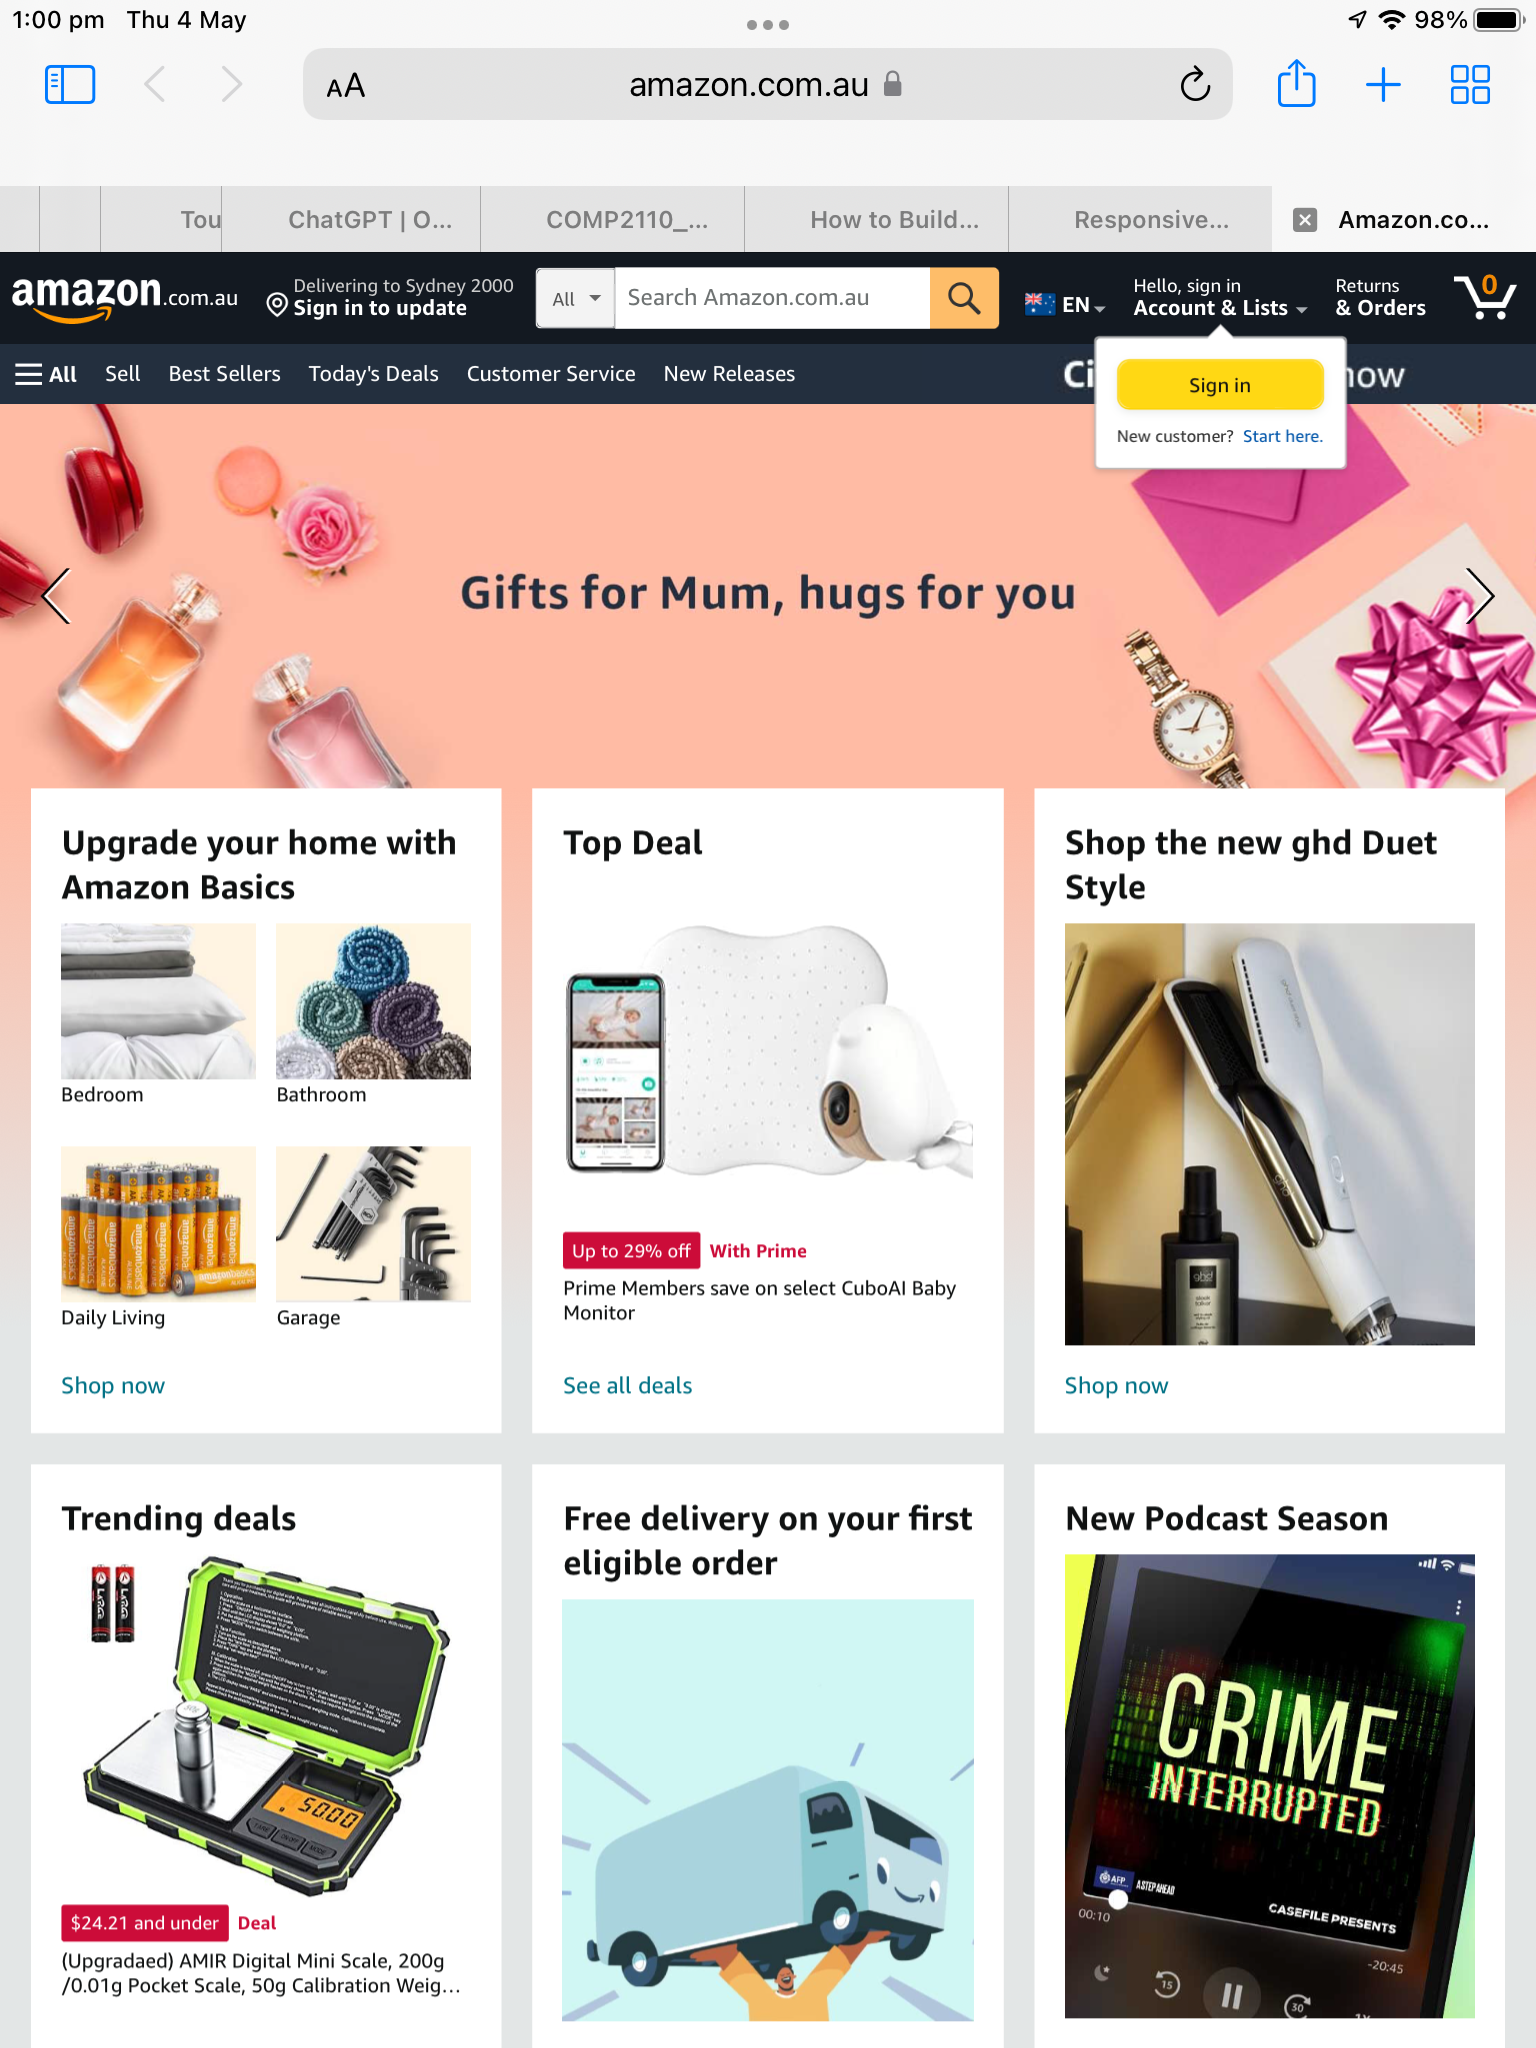 1:00 pm Thu 4 May
98%
AA
amazon.com.au
Tou
ChatGPT | O...
COMP2110_...
How to Build...
Responsive...
Amazon.co...
amazon.com.au
Delivering to Sydney 2000
Sign in to update
All
Search Amazon.com.au
EN
Hello, sign in
Account & Lists
Returns
& Orders
0
All
Sell
Best Sellers
Today's Deals
Customer Service
New Releases
Ci
now
Sign in
New customer? Start here.
Gifts for Mum, hugs for you
Upgrade your home with
Amazon Basics
Bedroom
Bathroom
Daily Living
Garage
Shop now
Top Deal
Up to 29% off With Prime
Prime Members save on select CuboAI Baby
Monitor
See all deals
Shop the new ghd Duet
Style
ghd
Shop now
Trending deals
50.00
$24.21 and under Deal
(Upgradaed) AMIR Digital Mini Scale, 200g
/0.01g Pocket Scale, 50g Calibration Weig…
Free delivery on your first
eligible order
New Podcast Season
CRIME
INTERRUPTED
AFP
A STEP AHEAD
CASEFILE PRESENTS
00:10
-20:45
15
30
1x